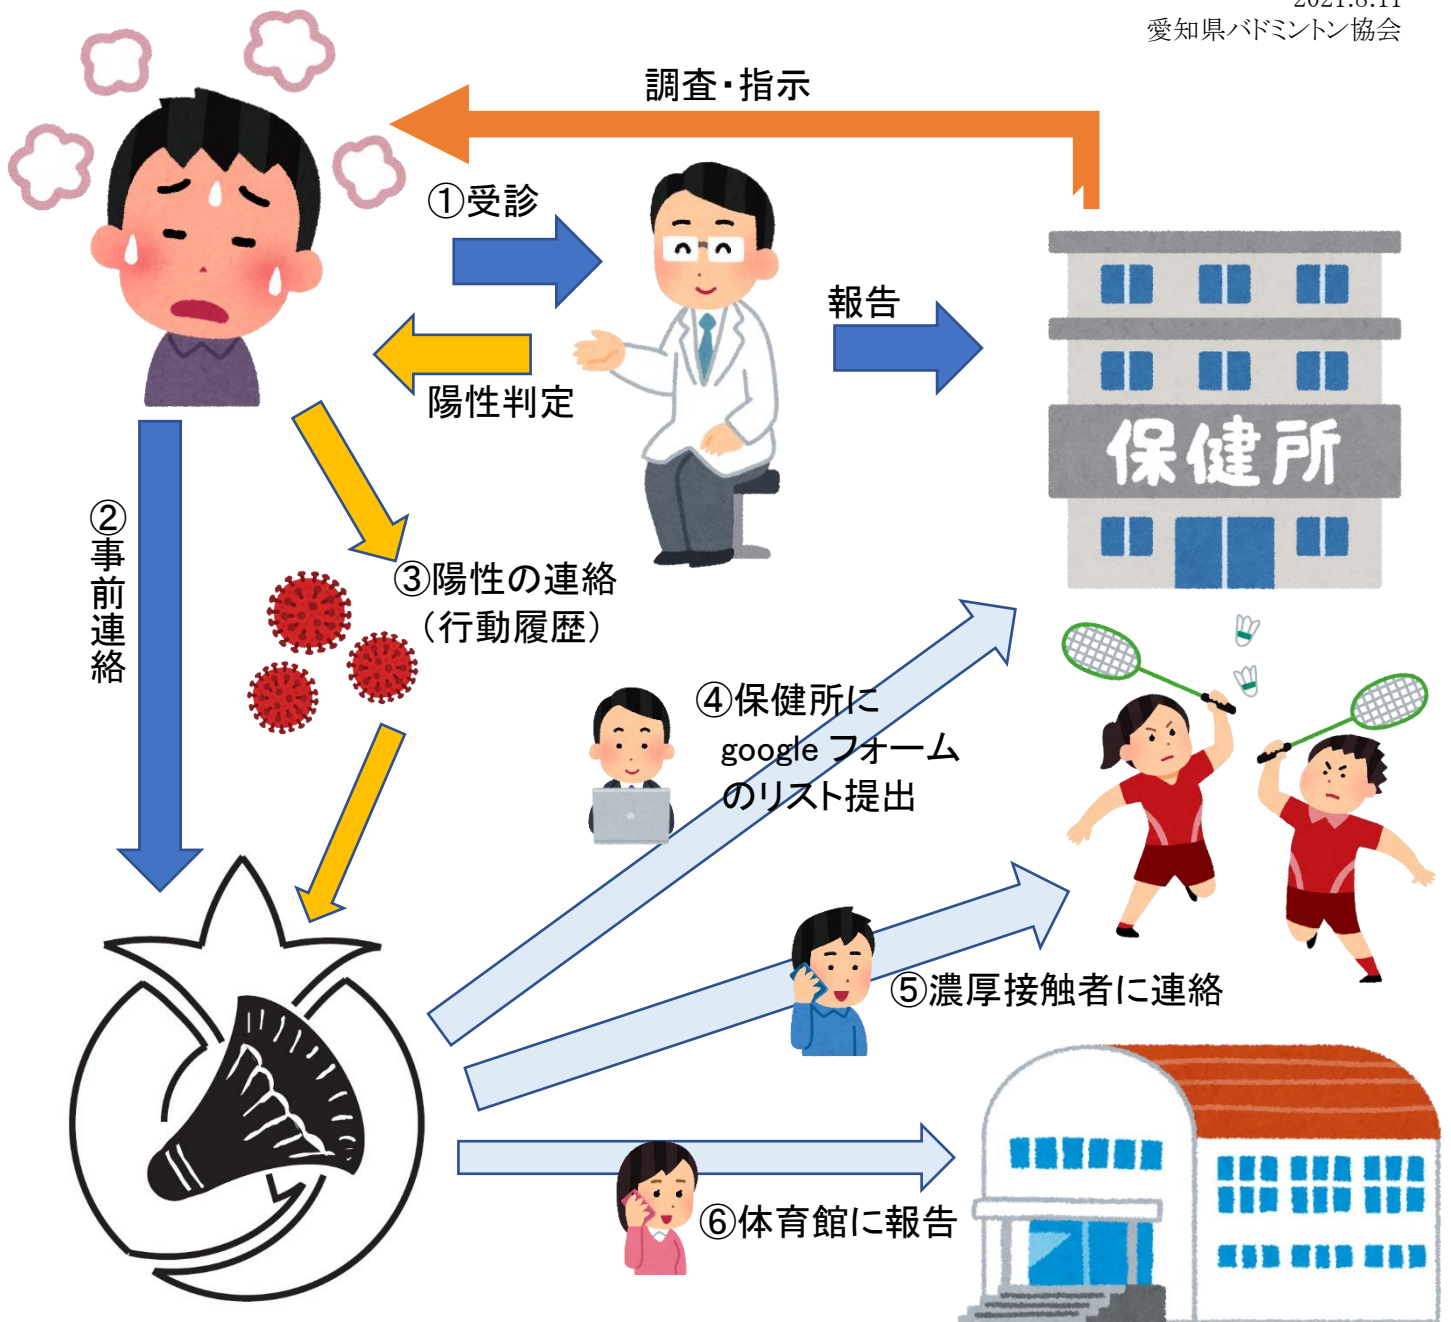 2021.8.11
愛知県バドミントン協会
調査・指示
①受診
報告
陽性判定
保健所
②事前連絡
③陽性の連絡
（行動履歴）
④保健所に
google フォーム
のリスト提出
⑤濃厚接触者に連絡
⑥体育館に報告